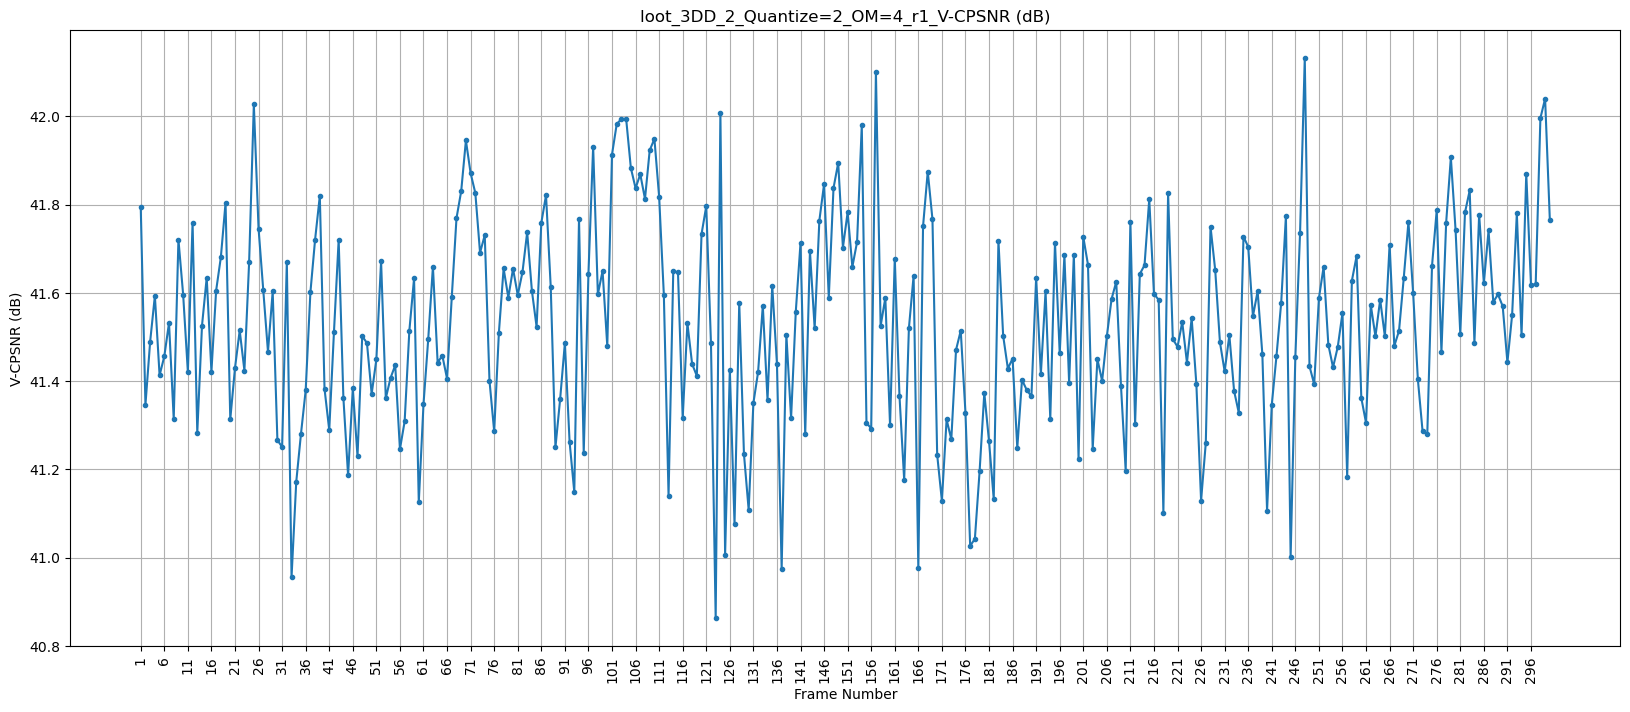 loot_3DD_2_Quantize=2_OM=4_r1_V-CPSNR (dB)
V-CPSNR (dB)
42.0
41.8
41.6
41.4
41.2
41.0
40.8
1 6 11 16 21 26 31 36 41 46 51 56 61 66 71 76 81 86 91 96 101 106 111 116 121 126 131 136 141 146 151 156 161 166 171 176 181 186 191 196 201 206 211 216 221 226 231 236 241 246 251 256 261 266 271 276 281 286 291 296
Frame Number